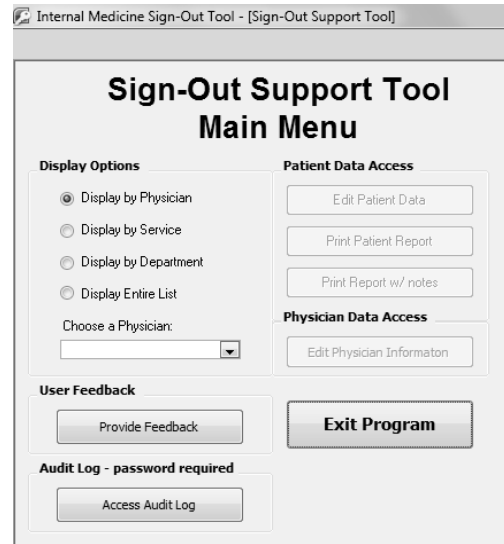 Internal Medicine Sign-Out Tool - [Sign-Out Support Tool]
Sign-Out Support Tool
Main Menu
Display Options
Display by Physician
Display by Service
Display by Department
Display Entire List
Choose a Physician:
Patient Data Access
Edit Patient Data
Print Patient Report
Print Report w/ notes
Physician Data Access
Edit Physician Informaton
User Feedback
Provide Feedback
Exit Program
Audit Log - password required
Access Audit Log